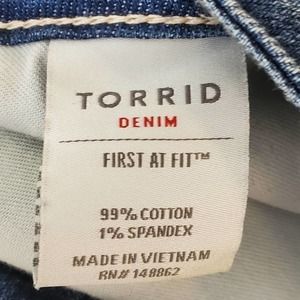 TORRID
DENIM
FIRST AT FIT™
99% COTTON
1% SPANDEX
MADE IN VIETNAM
RN# 148862